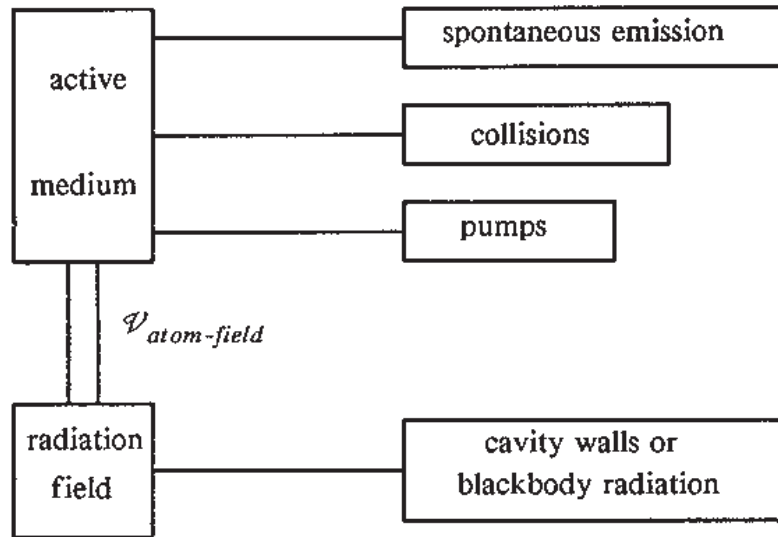 active
medium
spontaneous emission
collisions
pumps
𝒱atom-field
radiation
field
cavity walls or
blackbody radiation